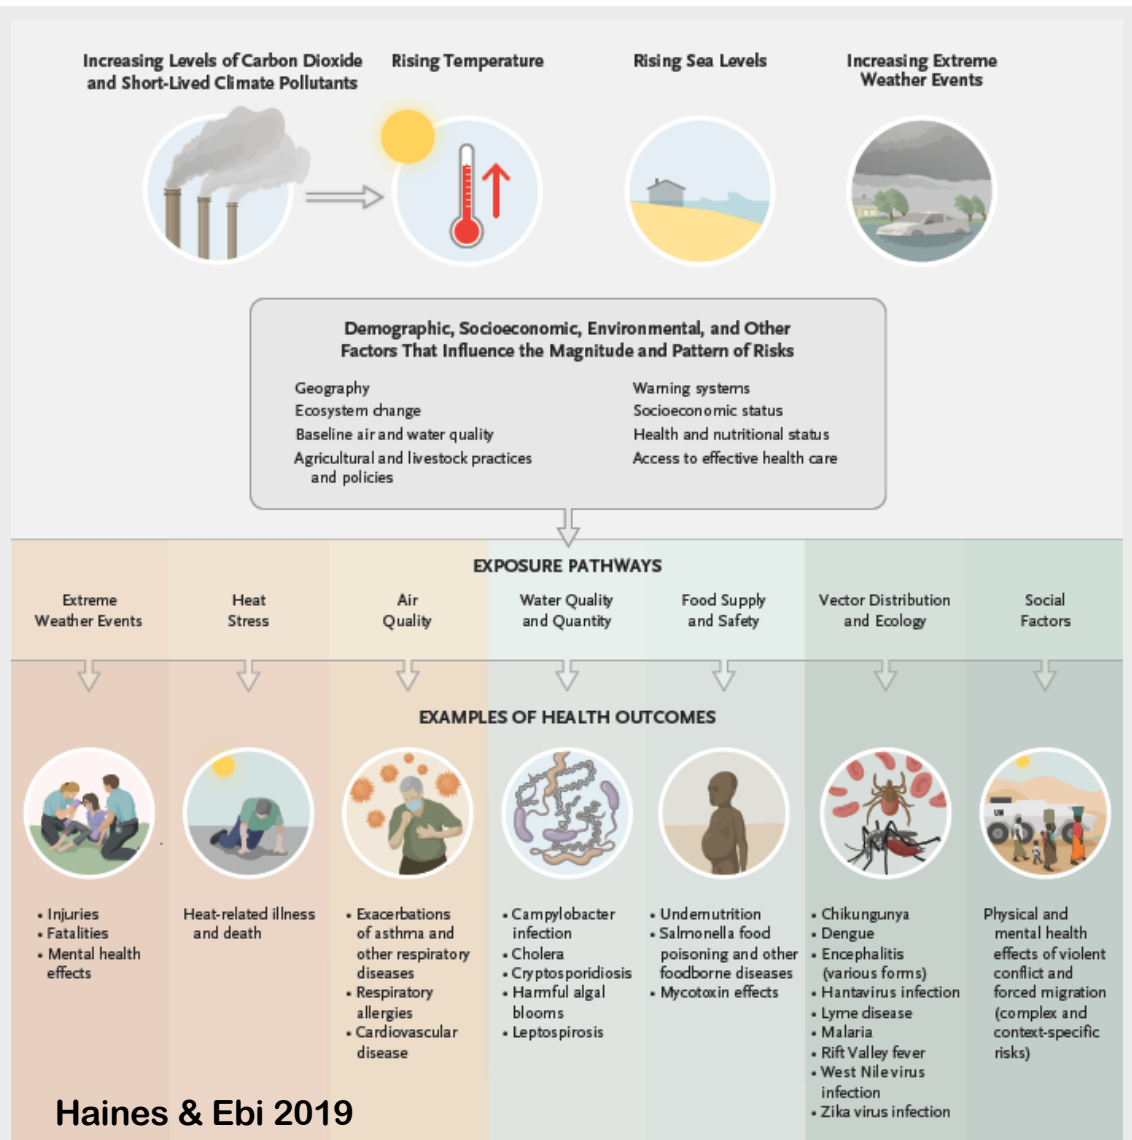 Increasing Levels of Carbon Dioxide
and Short-Lived Climate Pollutants
Rising Temperature
Rising Sea Levels
Increasing Extreme
Weather Events
Demographic, Socioeconomic, Environmental, and Other
Factors That Influence the Magnitude and Pattern of Risks
Geography
Ecosystem change
Baseline air and water quality
Agricultural and livestock practices
and policies
Warning systems
Socioeconomic status
Health and nutritional status
Access to effective health care
EXPOSURE PATHWAYS
Extreme
Weather Events
Heat
Stress
Air
Quality
Water Quality
and Quantity
Food Supply
and Safety
Vector Distribution
and Ecology
Social
Factors
EXAMPLES OF HEALTH OUTCOMES
• Injuries
• Fatalities
• Mental health
effects
Heat-related illness
and death
• Exacerbations
of asthma and
other respiratory
diseases
• Respiratory
allergies
• Cardiovascular
disease
• Campylobacter
infection
• Cholera
• Cryptosporidiosis
• Harmful algal
blooms
• Leptospirosis
• Undernutrition
• Salmonella food
poisoning and other
foodborne diseases
• Mycotoxin effects
• Chikungunya
• Dengue
• Encephalitis
(various forms)
• Hantavirus infection
• Lyme disease
• Malaria
• Rift Valley fever
• West Nile virus
infection
• Zika virus infection
Physical and
mental health
effects of violent
conflict and
forced migration
(complex and
context-specific
risks)
Haines & Ebi 2019